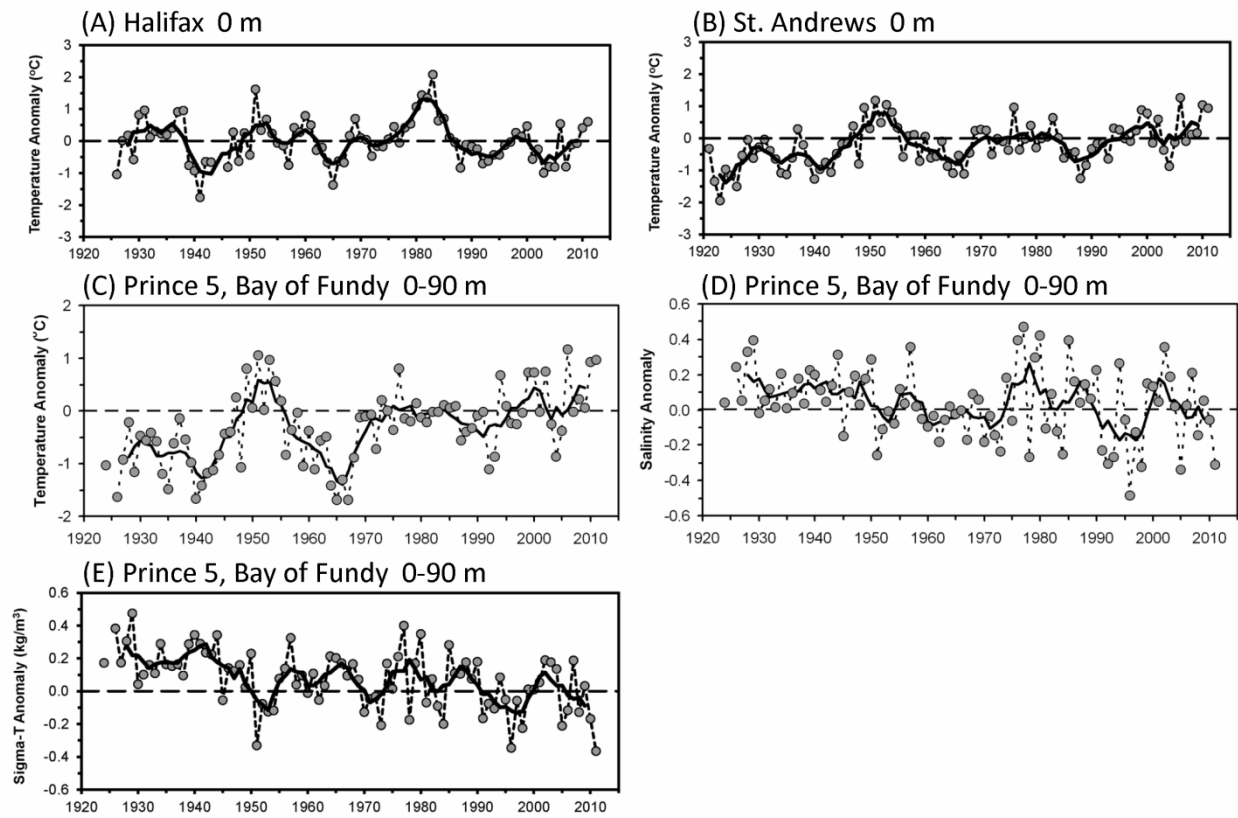 (A) Halifax 0 m
Temperature Anomaly (°C)
3
2
1
0
-1
-2
-3
1920 1930 1940 1950 1960 1970 1980 1990 2000 2010
(B) St. Andrews 0 m
Temperature Anomaly (°C)
3
2
1
0
-1
-2
-3
1920 1930 1940 1950 1960 1970 1980 1990 2000 2010
(C) Prince 5, Bay of Fundy 0-90 m
Temperature Anomaly (°C)
2
1
0
-1
-2
1920 1930 1940 1950 1960 1970 1980 1990 2000 2010
(D) Prince 5, Bay of Fundy 0-90 m
Salinity Anomaly
0.6
0.4
0.2
0.0
-0.2
-0.4
-0.6
1920 1930 1940 1950 1960 1970 1980 1990 2000 2010
(E) Prince 5, Bay of Fundy 0-90 m
Sigma-T Anomaly (kg/m³)
0.6
0.4
0.2
0.0
-0.2
-0.4
-0.6
1920 1930 1940 1950 1960 1970 1980 1990 2000 2010